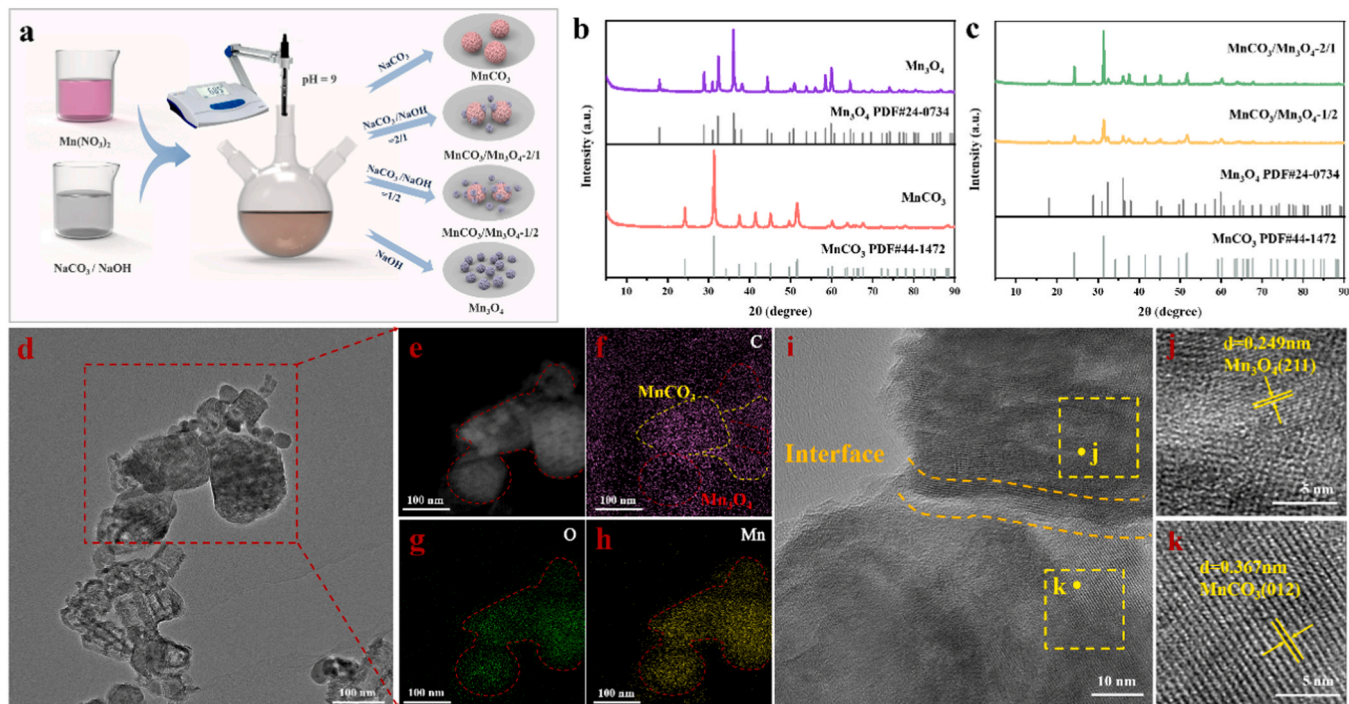 a
pH = 9
Mn(NO₃)₂
NaCO₃ / NaOH
NaCO₃
MnCO₃
NaCO₃/NaOH
=2/1
MnCO₃/Mn₃O₄-2/1
NaCO₃/NaOH
=1/2
MnCO₃/Mn₃O₄-1/2
NaOH
Mn₃O₄
b
Intensity (a.u.)
Mn₃O₄
Mn₃O₄ PDF#24-0734
MnCO₃
MnCO₃ PDF#44-1472
10 20 30 40 50 60 70 80 90
2θ (degree)
c
Intensity (a.u.)
MnCO₃/Mn₃O₄-2/1
MnCO₃/Mn₃O₄-1/2
Mn₃O₄ PDF#24-0734
MnCO₃ PDF#44-1472
10 20 30 40 50 60 70 80 90
2θ (degree)
d
100 nm
e
100 nm
f
C
MnCO₃
Mn₃O₄
100 nm
g
O
100 nm
h
Mn
100 nm
i
Interface
j
k
10 nm
j
d=0.249nm
Mn₃O₄(211)
5 nm
k
d=0.367nm
MnCO₃(012)
5 nm